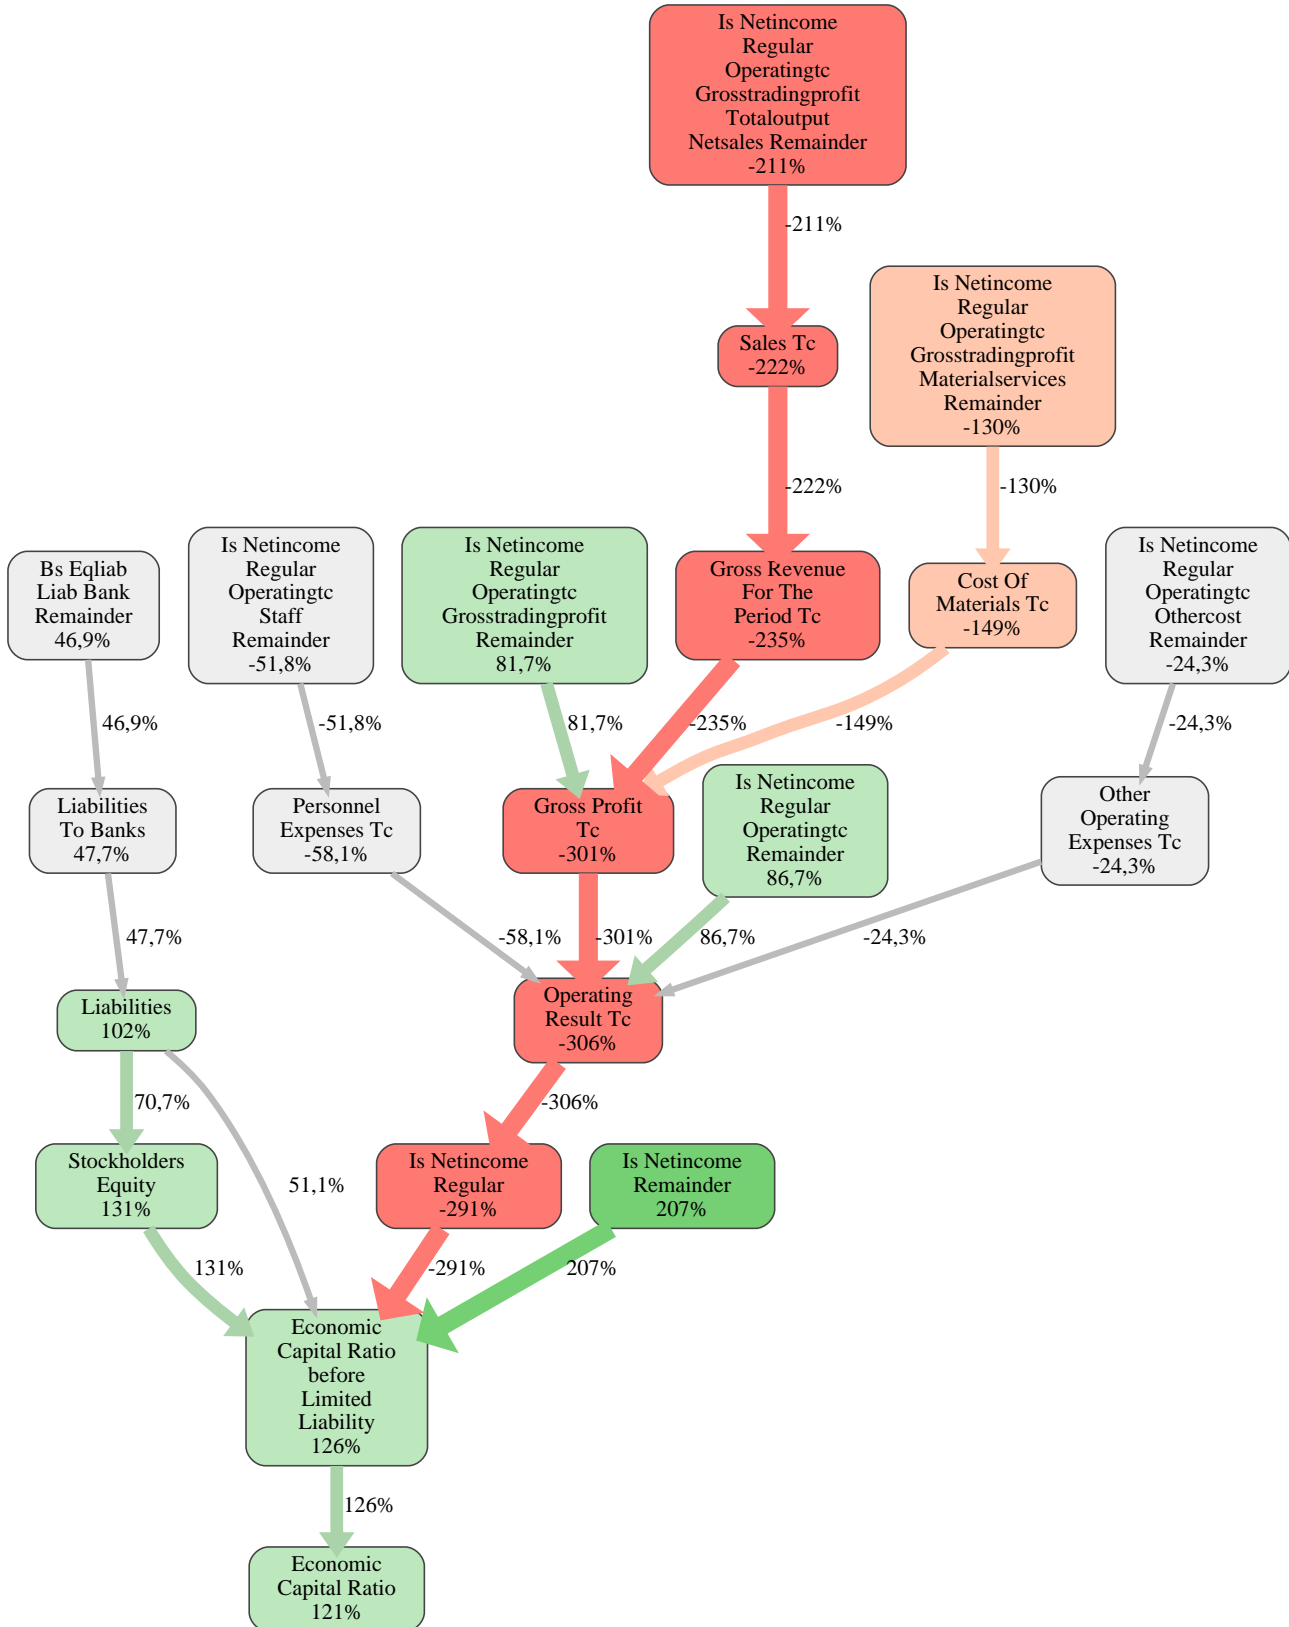 Is Netincome
Regular
Operatingtc
Grosstradingprofit
Totaloutput
Netsales Remainder
-211%
-211%
Sales Tc
-222%
Is Netincome
Regular
Operatingtc
Grosstradingprofit
Materialservices
Remainder
-130%
-222%
-130%
Bs Eqliab
Liab Bank
Remainder
46,9%
Is Netincome
Regular
Operatingtc
Staff
Remainder
-51,8%
Is Netincome
Regular
Operatingtc
Grosstradingprofit
Remainder
81,7%
Gross Revenue
For The
Period Tc
-235%
Cost Of
Materials Tc
-149%
Is Netincome
Regular
Operatingtc
Othercost
Remainder
-24,3%
46,9%
-51,8%
81,7%
-235%
-149%
-24,3%
Liabilities
To Banks
47,7%
Personnel
Expenses Tc
-58,1%
Gross Profit
Tc
-301%
Is Netincome
Regular
Operatingtc
Remainder
86,7%
Other
Operating
Expenses Tc
-24,3%
47,7%
-58,1%
-301%
86,7%
-24,3%
Liabilities
102%
Operating
Result Tc
-306%
70,7%
-306%
Stockholders
Equity
131%
51,1%
Is Netincome
Regular
-291%
Is Netincome
Remainder
207%
131%
-291%
207%
Economic
Capital Ratio
before
Limited
Liability
126%
126%
Economic
Capital Ratio
121%